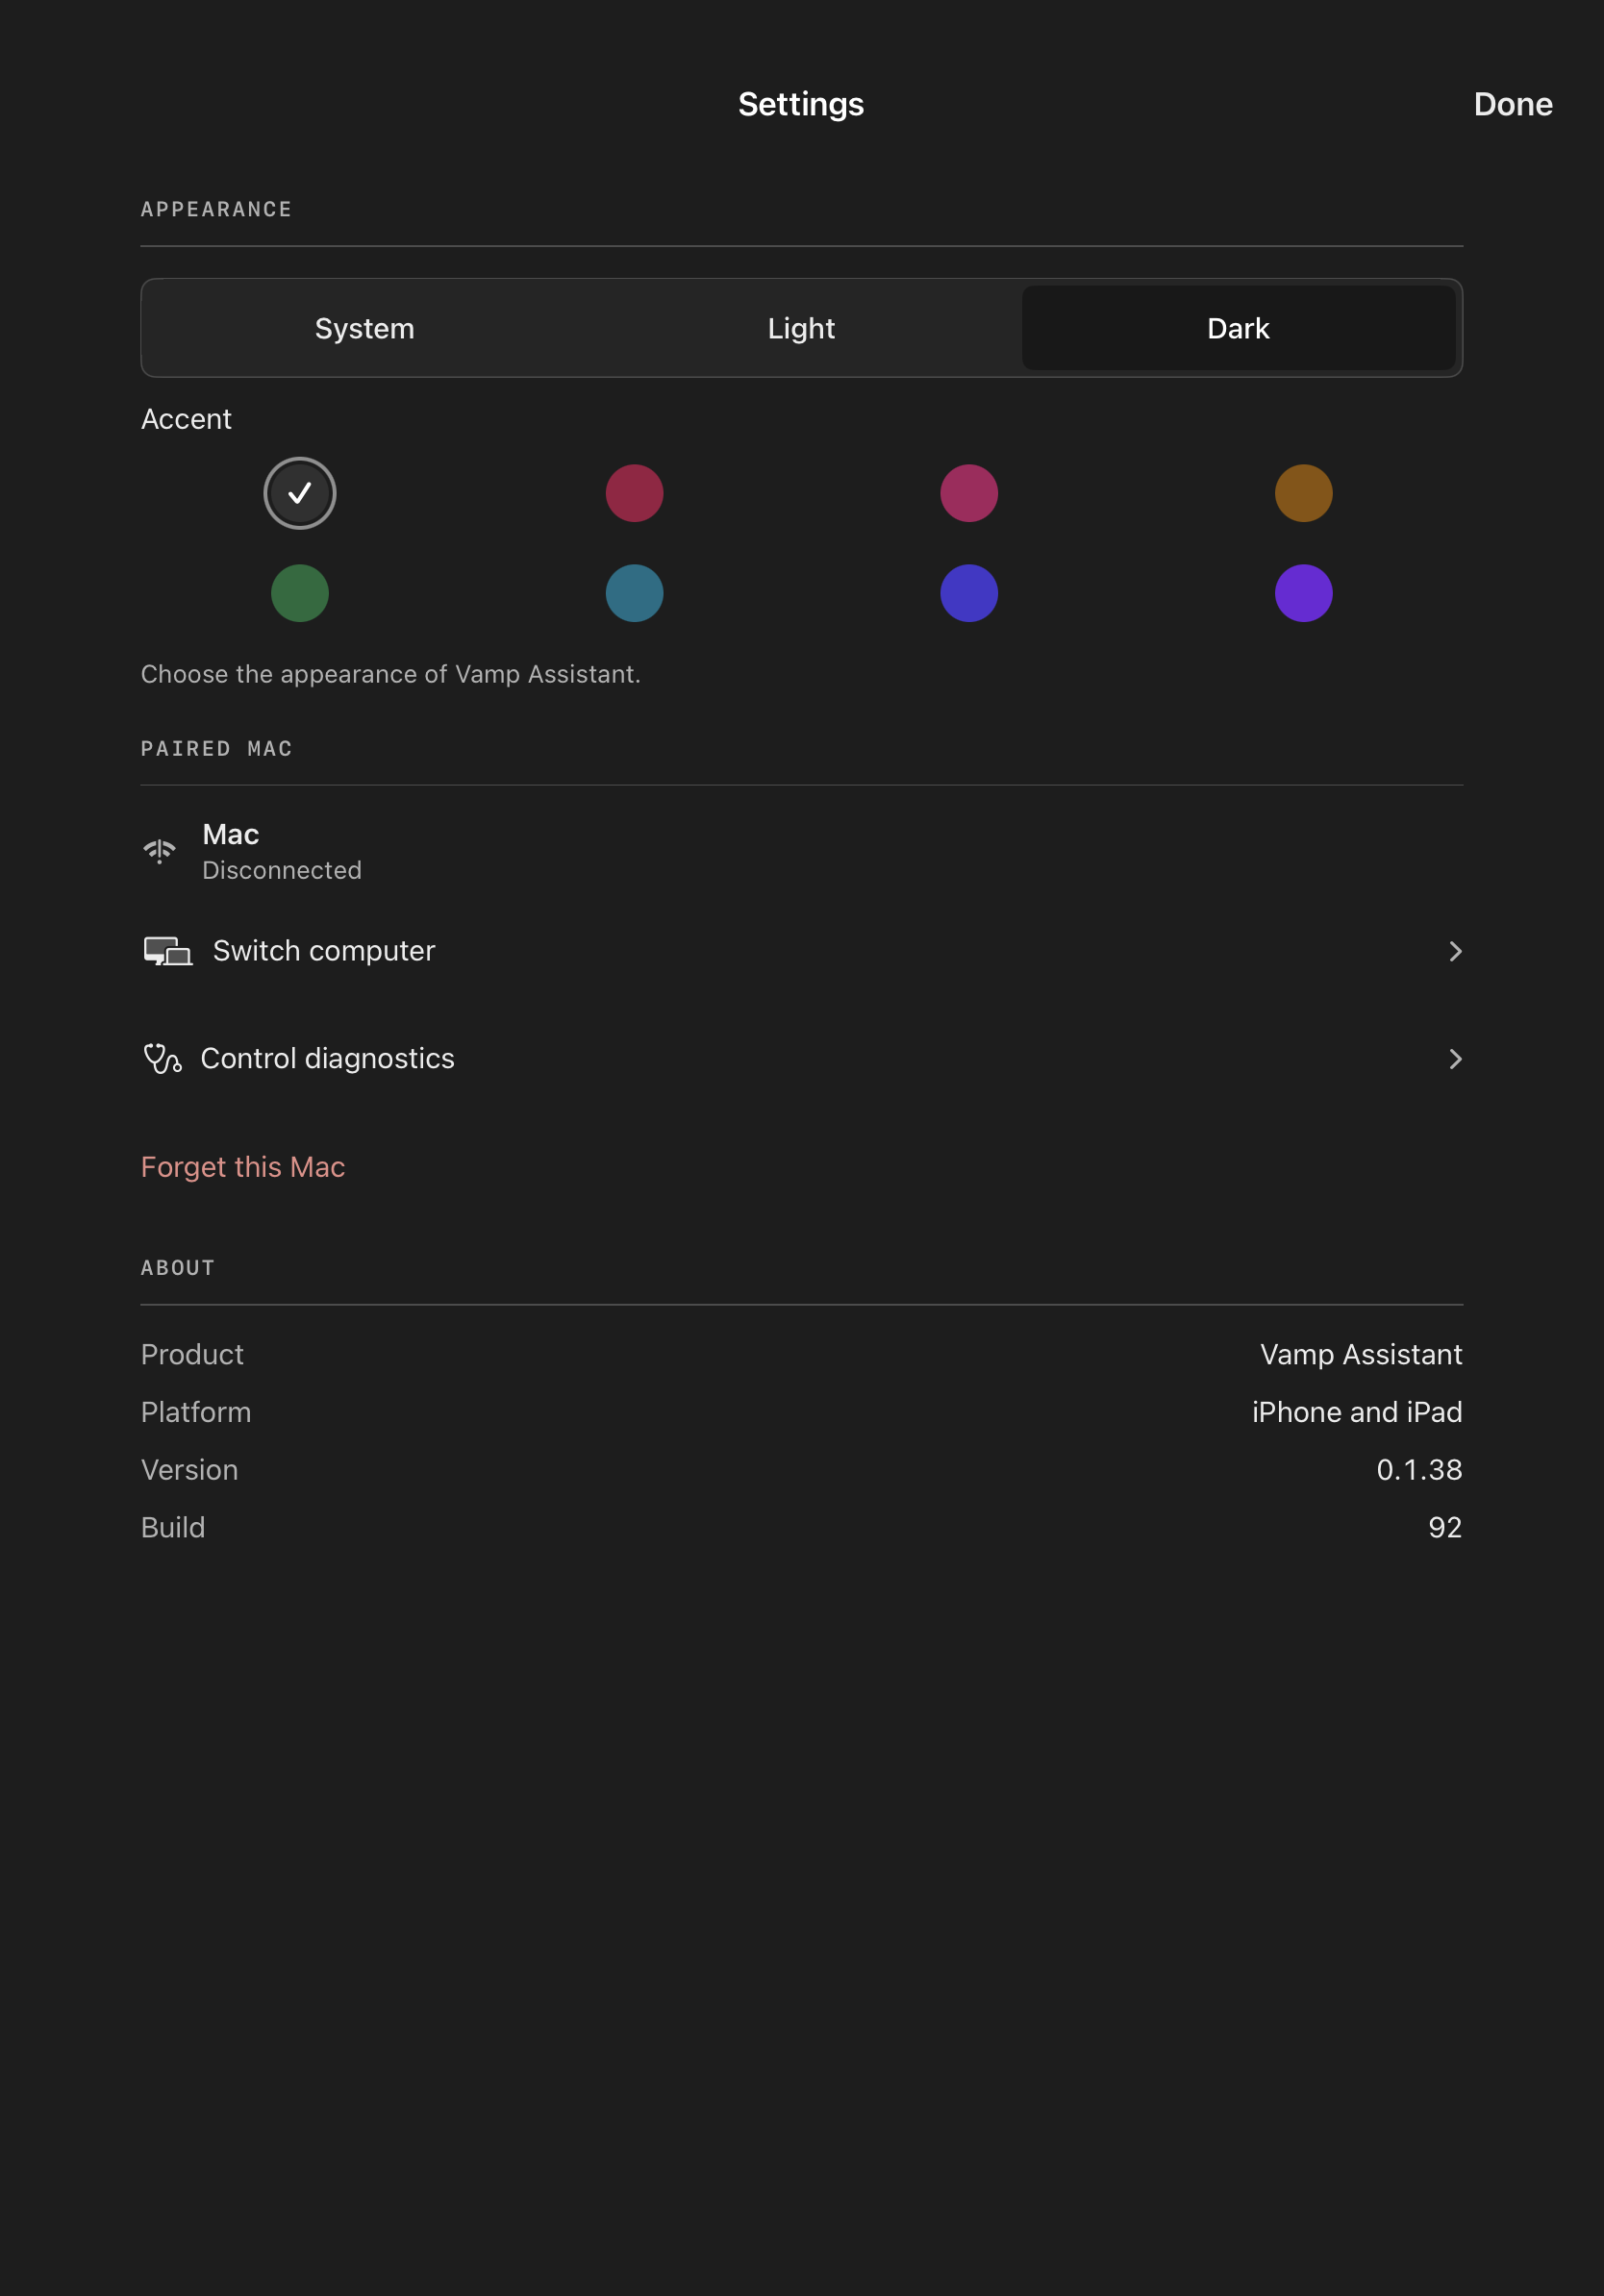 Settings
Done
APPEARANCE
System
Light
Dark
Accent
Choose the appearance of Vamp Assistant.
PAIRED MAC
Mac
Disconnected
Switch computer
Control diagnostics
Forget this Mac
ABOUT
Product
Vamp Assistant
Platform
iPhone and iPad
Version
0.1.38
Build
92